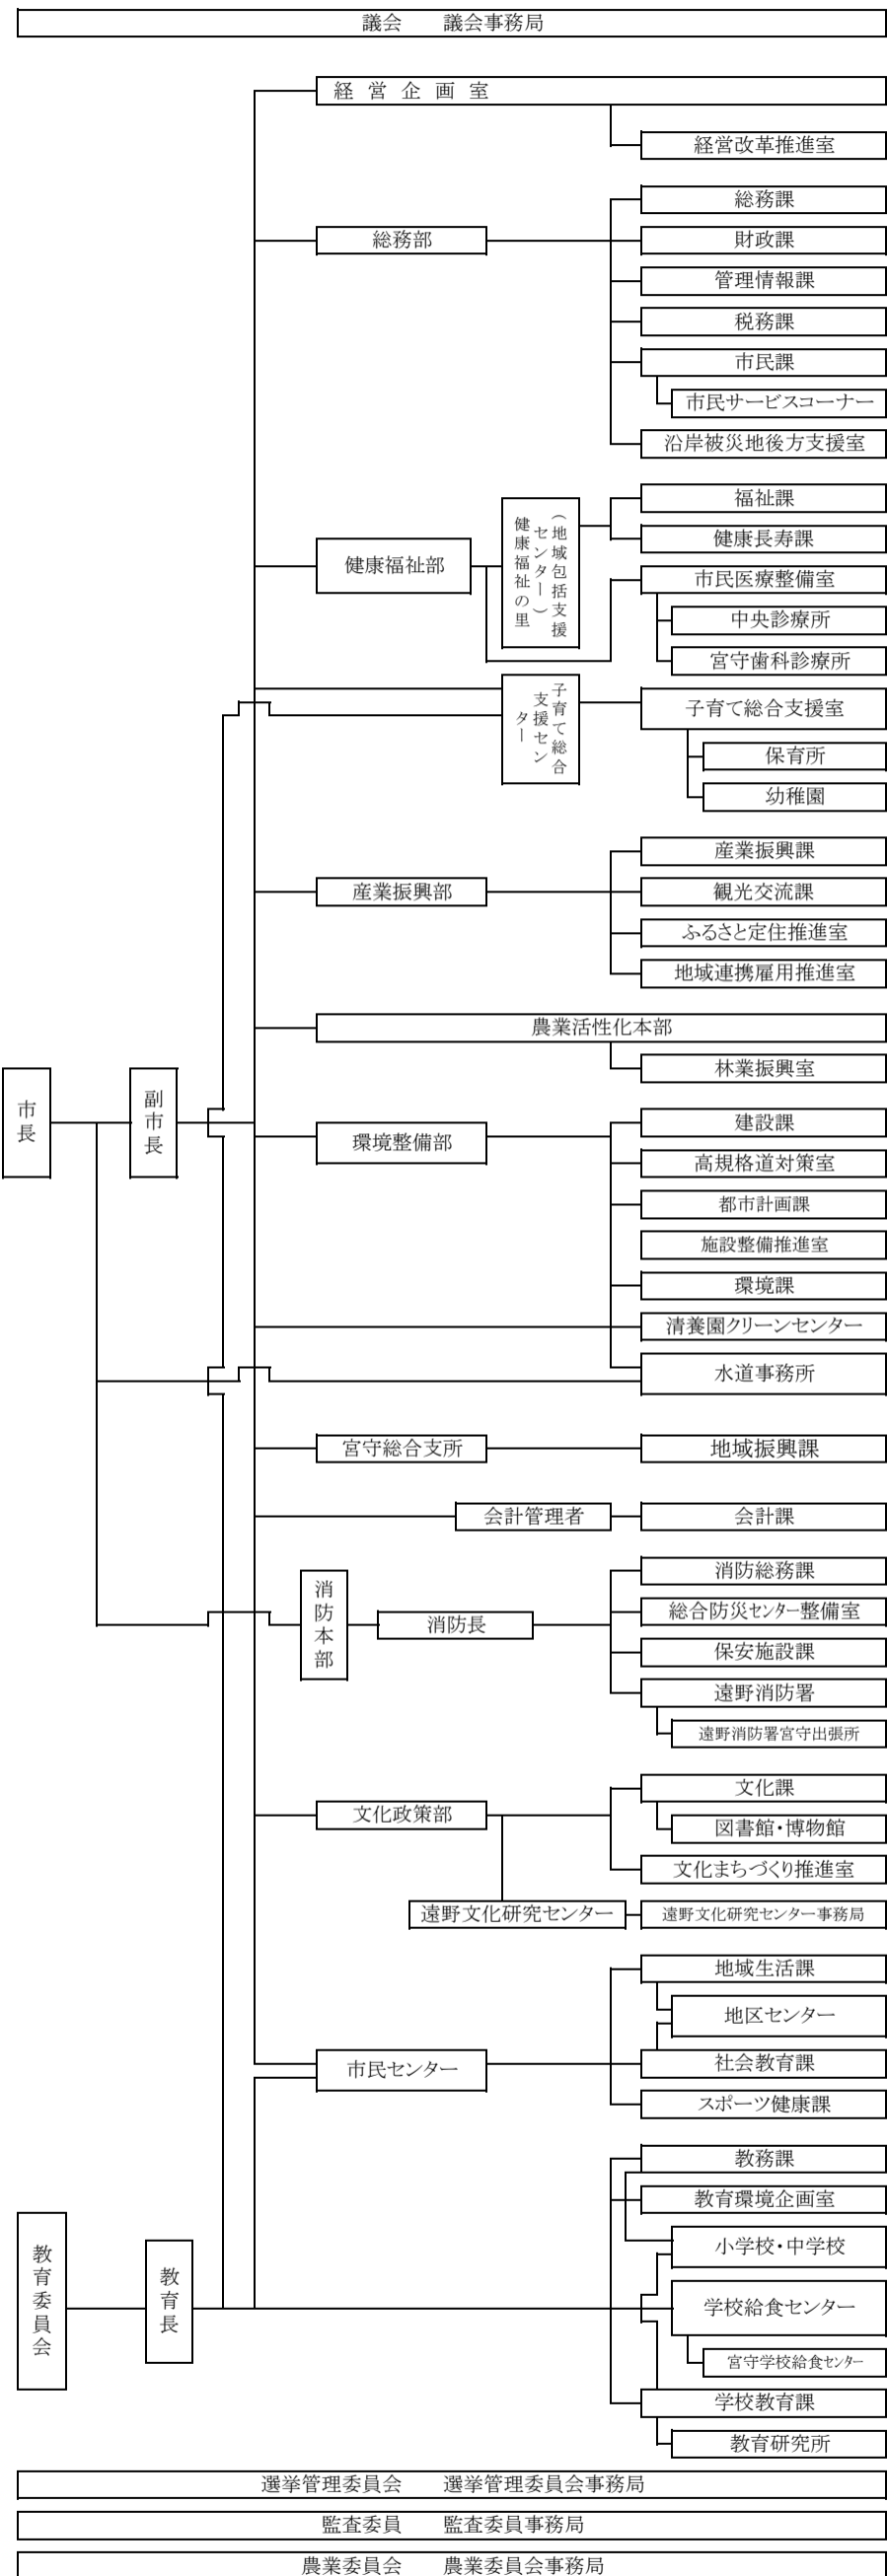 議会　　議会事務局
経営企画室
経営改革推進室
総務課
総務部
財政課
管理情報課
税務課
市民課
市民サービスコーナー
沿岸被災地後方支援室
健康福祉部
健康福祉の里
（地域包括支援
センター）
福祉課
健康長寿課
市民医療整備室
中央診療所
宮守歯科診療所
子育て総合
支援セン
ター
子育て総合支援室
保育所
幼稚園
産業振興課
産業振興部
観光交流課
ふるさと定住推進室
地域連携雇用推進室
農業活性化本部
林業振興室
市長
副市長
環境整備部
建設課
高規格道対策室
都市計画課
施設整備推進室
環境課
清養園クリーンセンター
水道事務所
宮守総合支所
地域振興課
会計管理者
会計課
消防本部
消防長
消防総務課
総合防災センター整備室
保安施設課
遠野消防署
遠野消防署宮守出張所
文化課
文化政策部
図書館・博物館
文化まちづくり推進室
遠野文化研究センター
遠野文化研究センター事務局
地域生活課
地区センター
市民センター
社会教育課
スポーツ健康課
教務課
教育環境企画室
小学校・中学校
教育委員会
教育長
学校給食センター
宮守学校給食センター
学校教育課
教育研究所
選挙管理委員会　　選挙管理委員会事務局
監査委員　　監査委員事務局
農業委員会　　農業委員会事務局